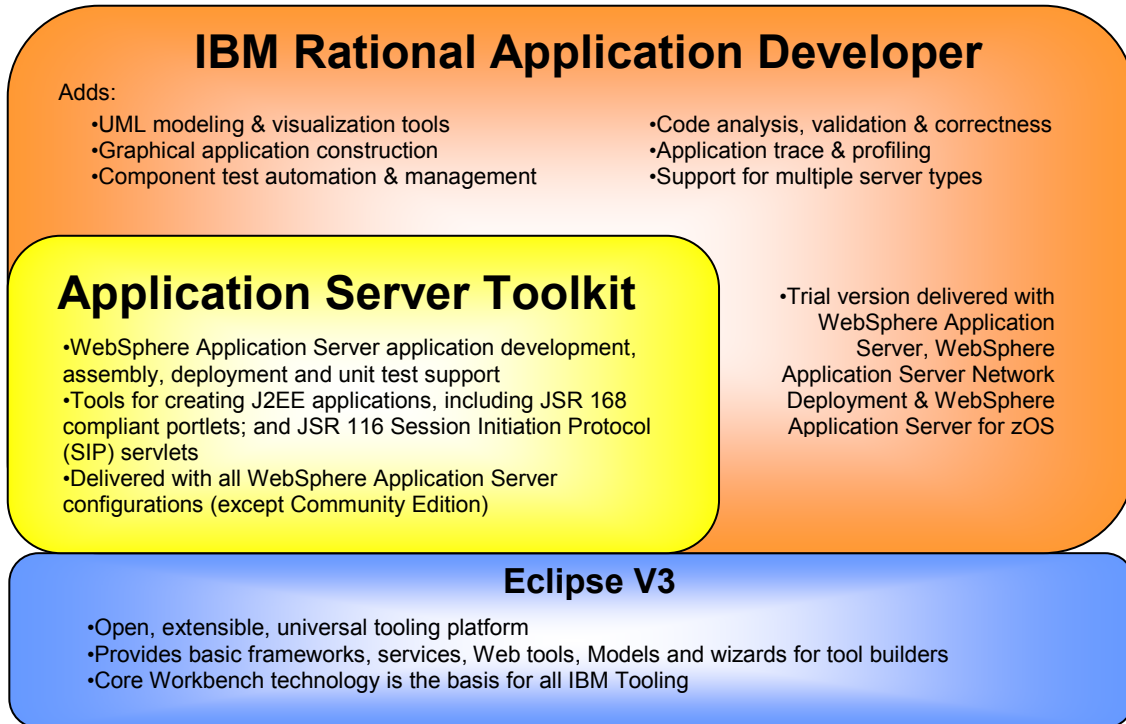 IBM Rational Application Developer
Adds:
•UML modeling & visualization tools
•Graphical application construction
•Component test automation & management
•Code analysis, validation & correctness
•Application trace & profiling
•Support for multiple server types
Application Server Toolkit
•WebSphere Application Server application development,
assembly, deployment and unit test support
•Tools for creating J2EE applications, including JSR 168
compliant portlets; and JSR 116 Session Initiation Protocol
(SIP) servlets
•Delivered with all WebSphere Application Server
configurations (except Community Edition)
•Trial version delivered with
WebSphere Application
Server, WebSphere
Application Server Network
Deployment & WebSphere
Application Server for zOS
Eclipse V3
•Open, extensible, universal tooling platform
•Provides basic frameworks, services, Web tools, Models and wizards for tool builders
•Core Workbench technology is the basis for all IBM Tooling